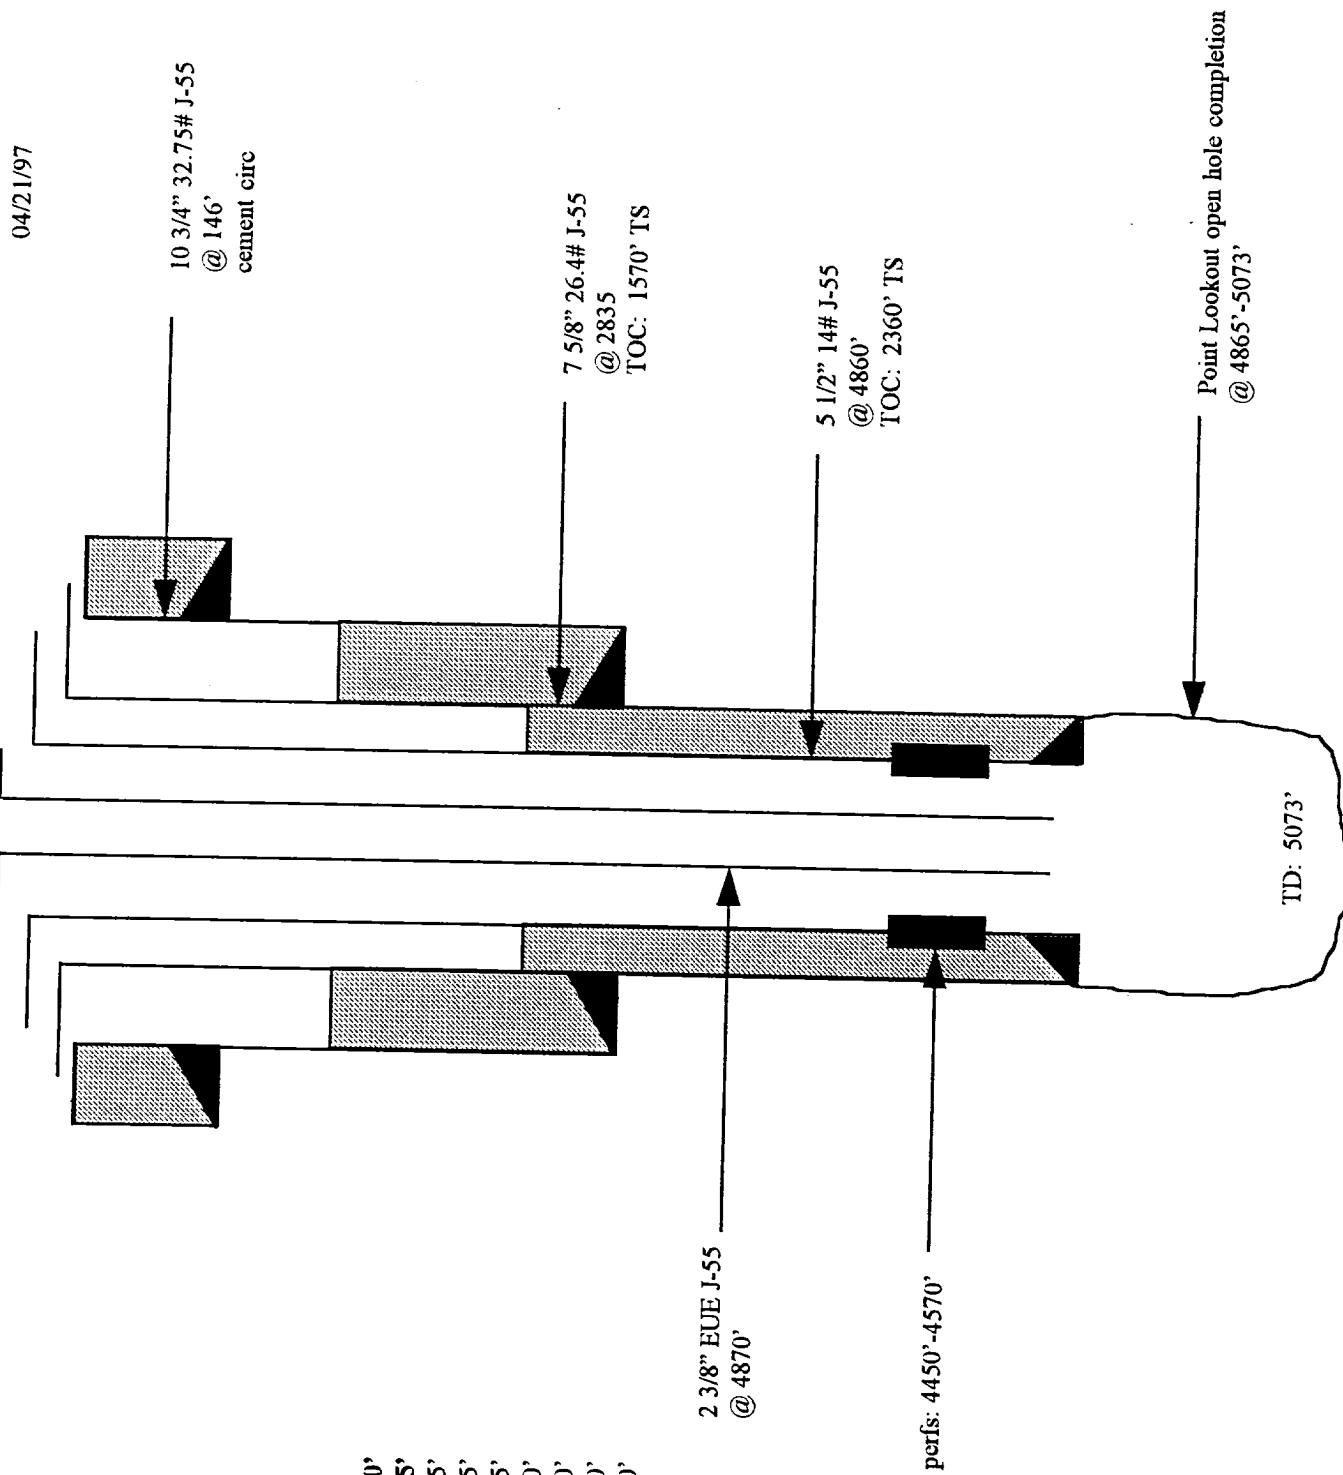 04/21/97
10 3/4” 32.75# J-55
@ 146’
cement circ
7 5/8” 26.4# J-55
@ 2835
TOC: 1570’ TS
5 1/2” 14# J-55
@ 4860’
TOC: 2360’ TS
Point Lookout open hole completion
@ 4865’-5073’
2 3/8” EUE J-55
@ 4870’
perfs: 4450’-4570’
TD: 5073’